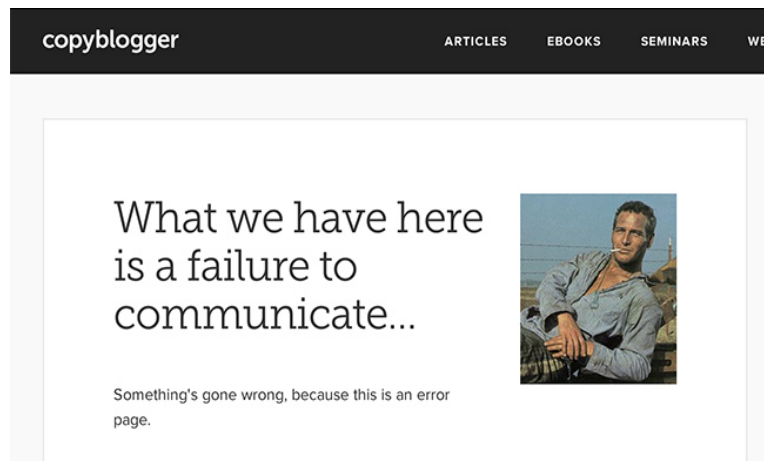 copyblogger
ARTICLES EBOOKS SEMINARS
What we have here
is a failure to
communicate...
Something's gone wrong, because this is an error
page.